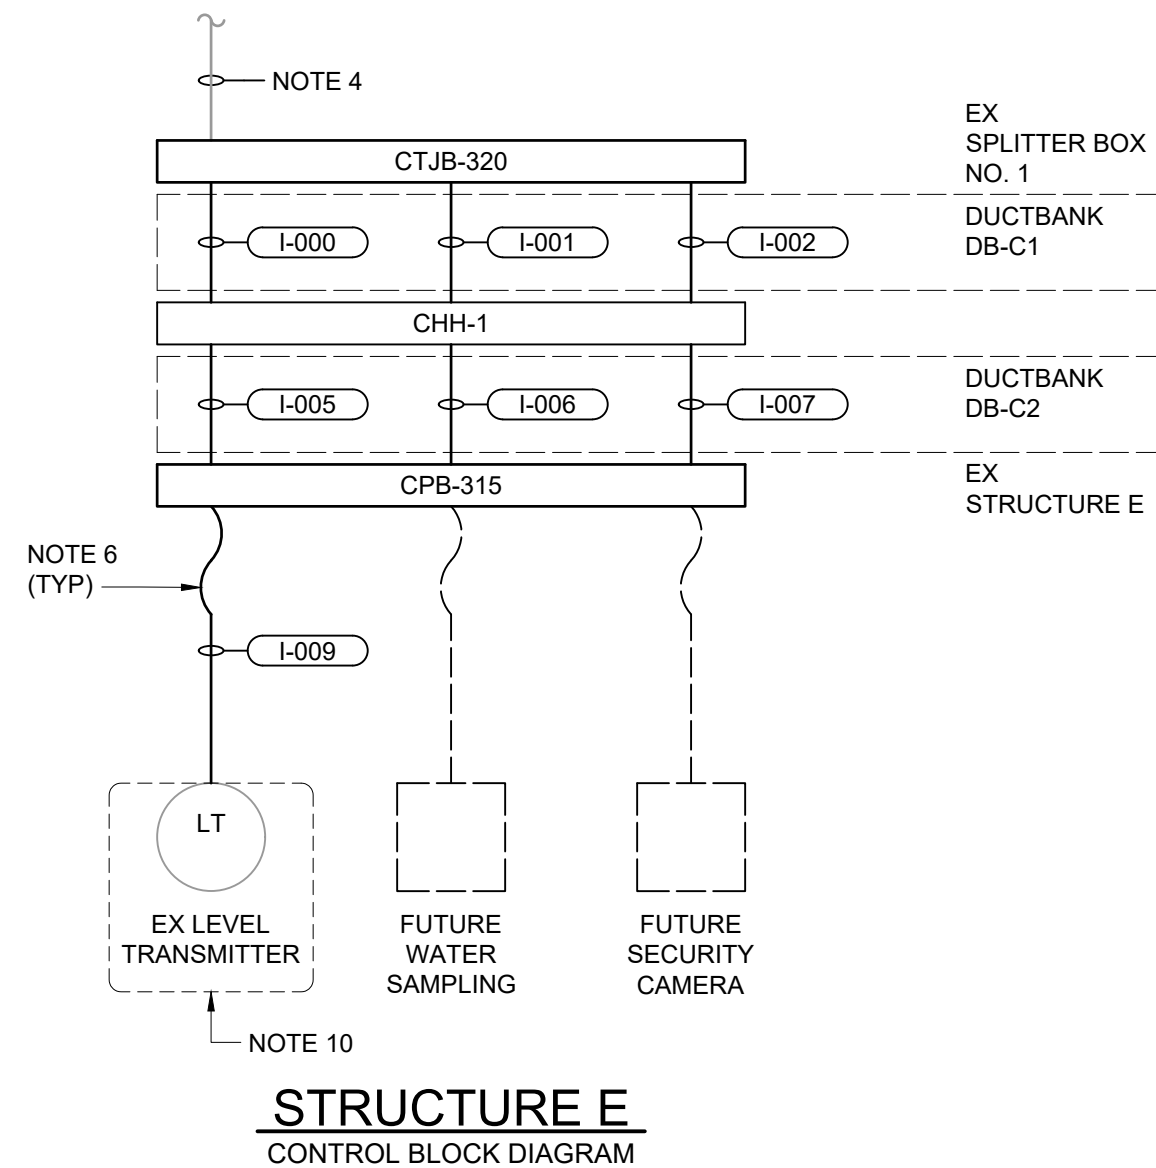 NOTE 4
EX
SPLITTER BOX
NO. 1
CTJB-320
DUCTBANK
DB-C1
I-000
I-001
I-002
CHH-1
DUCTBANK
DB-C2
I-005
I-006
I-007
CPB-315
EX
STRUCTURE E
NOTE 6
(TYP)
I-009
LT
EX LEVEL
TRANSMITTER
FUTURE
WATER
SAMPLING
FUTURE
SECURITY
CAMERA
NOTE 10
STRUCTURE E
CONTROL BLOCK DIAGRAM